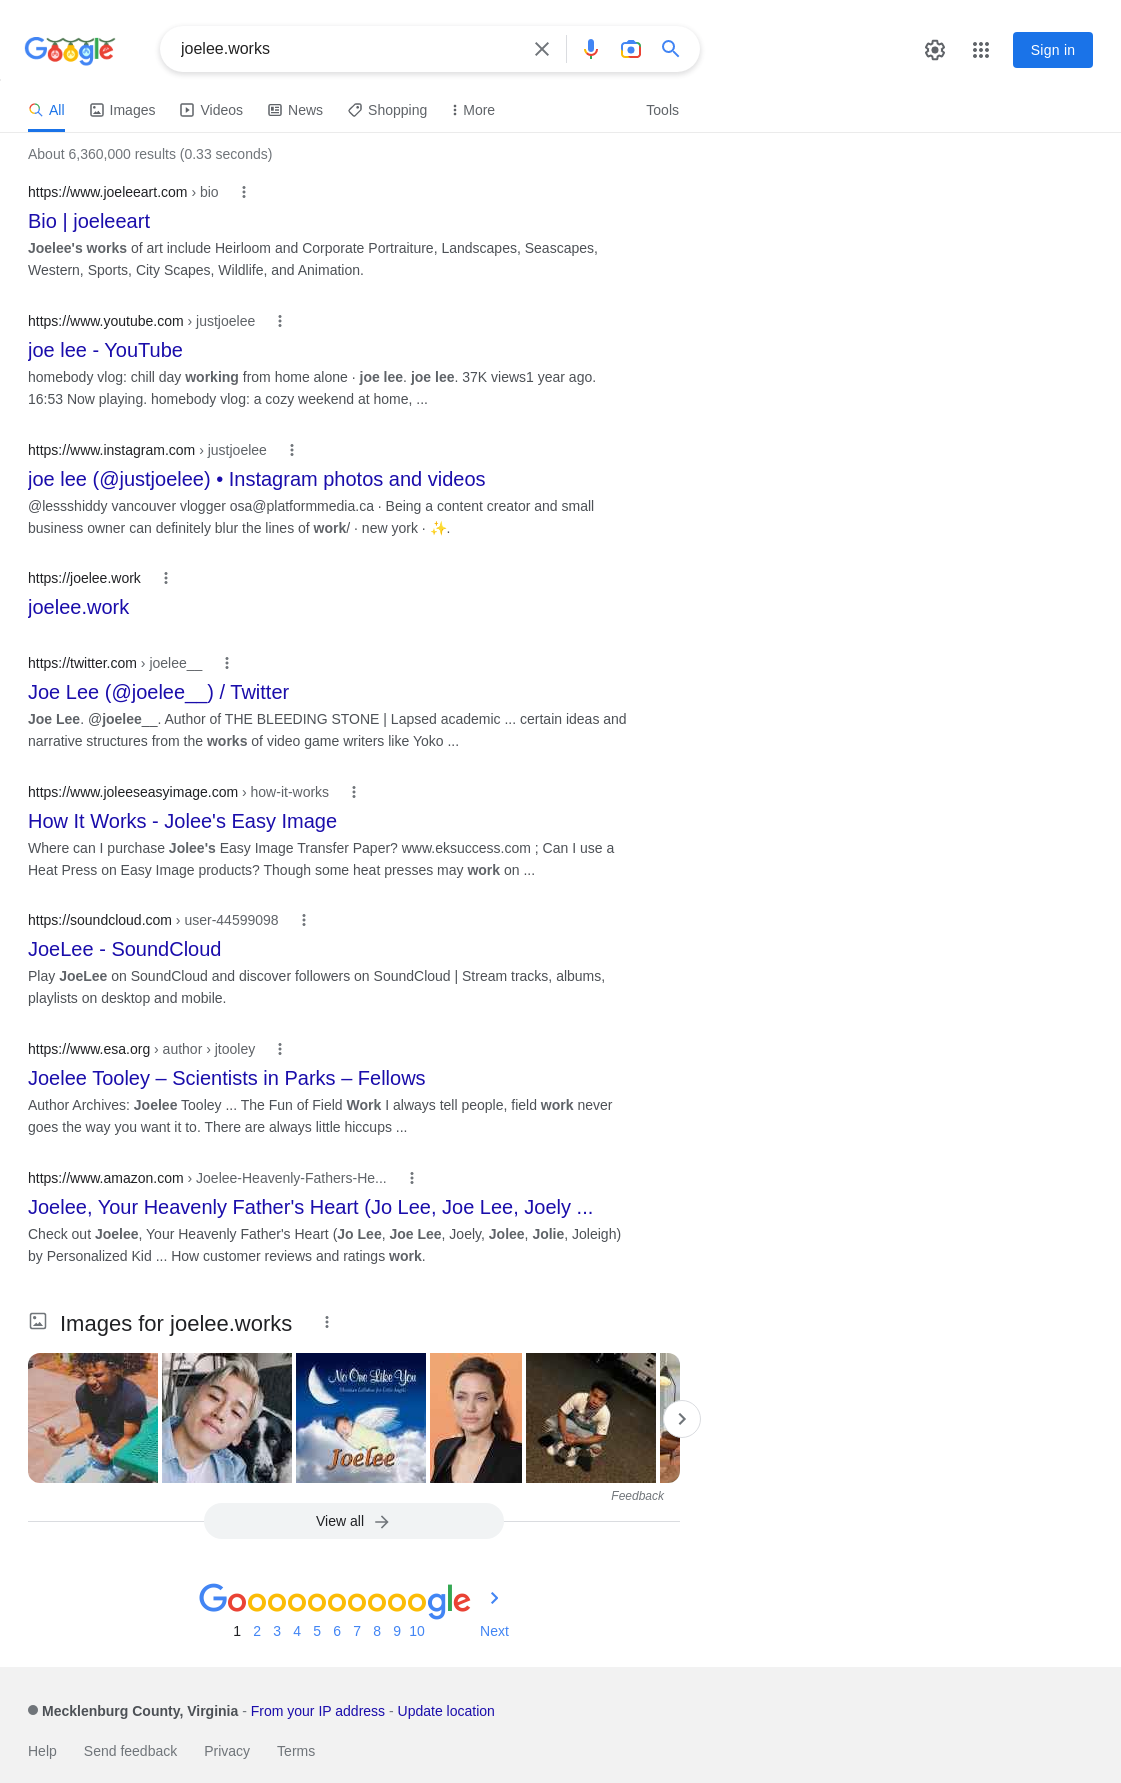 Google
joelee.works
Sign in
All
Images
Videos
News
Shopping
More
Tools
About 6,360,000 results (0.33 seconds)
https://www.joeleeart.com › bio
Bio | joeleeart
Joelee's works of art include Heirloom and Corporate Portraiture, Landscapes, Seascapes,
Western, Sports, City Scapes, Wildlife, and Animation.
https://www.youtube.com › justjoelee
joe lee - YouTube
homebody vlog: chill day working from home alone · joe lee. joe lee. 37K views1 year ago.
16:53 Now playing. homebody vlog: a cozy weekend at home, ...
https://www.instagram.com › justjoelee
joe lee (@justjoelee) • Instagram photos and videos
@lessshiddy vancouver vlogger osa@platformmedia.ca · Being a content creator and small
business owner can definitely blur the lines of work/ · new york · ✨.
https://joelee.work
joelee.work
https://twitter.com › joelee__
Joe Lee (@joelee__) / Twitter
Joe Lee. @joelee__. Author of THE BLEEDING STONE | Lapsed academic ... certain ideas and
narrative structures from the works of video game writers like Yoko ...
https://www.joleeseasyimage.com › how-it-works
How It Works - Jolee's Easy Image
Where can I purchase Jolee's Easy Image Transfer Paper? www.eksuccess.com ; Can I use a
Heat Press on Easy Image products? Though some heat presses may work on ...
https://soundcloud.com › user-44599098
JoeLee - SoundCloud
Play JoeLee on SoundCloud and discover followers on SoundCloud | Stream tracks, albums,
playlists on desktop and mobile.
https://www.esa.org › author › jtooley
Joelee Tooley – Scientists in Parks – Fellows
Author Archives: Joelee Tooley ... The Fun of Field Work I always tell people, field work never
goes the way you want it to. There are always little hiccups ...
https://www.amazon.com › Joelee-Heavenly-Fathers-He...
Joelee, Your Heavenly Father's Heart (Jo Lee, Joe Lee, Joely ...
Check out Joelee, Your Heavenly Father's Heart (Jo Lee, Joe Lee, Joely, Jolee, Jolie, Joleigh)
by Personalized Kid ... How customer reviews and ratings work.
Images for joelee.works
No One Like You
Christian Lullabies for Little Angels
Joelee
Feedback
View all
Goooooooooogle
1 2 3 4 5 6 7 8 9 10 Next
Mecklenburg County, Virginia - From your IP address - Update location
Help
Send feedback
Privacy
Terms